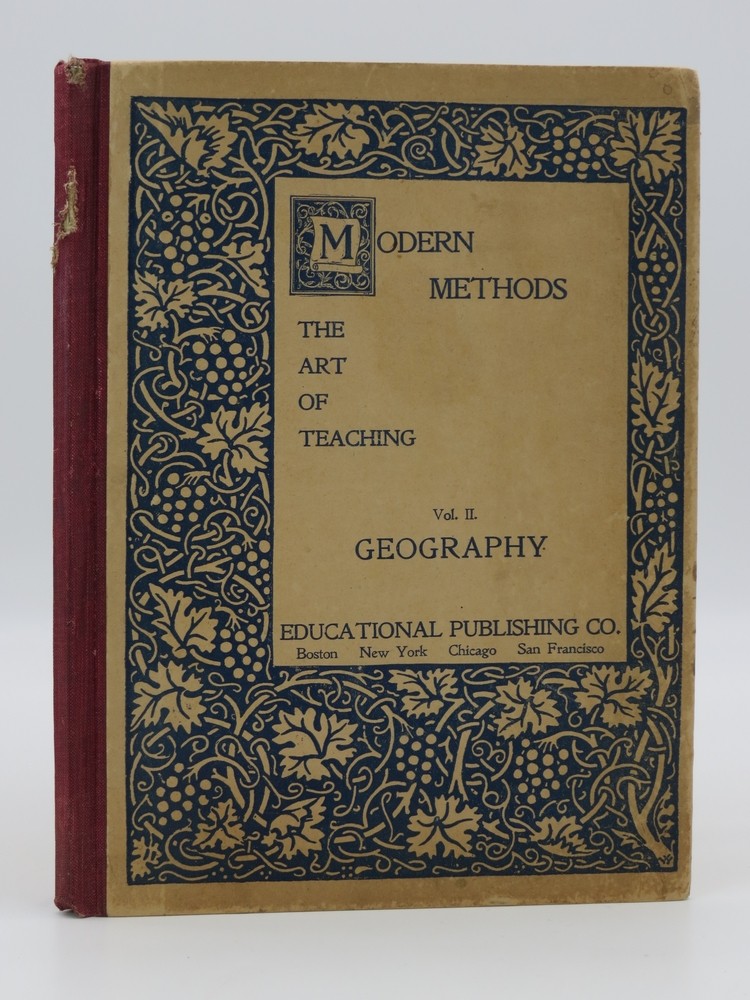 MODERN
METHODS
THE
ART
OF
TEACHING
Vol. II.
GEOGRAPHY
EDUCATIONAL PUBLISHING CO.
Boston New York Chicago San Francisco